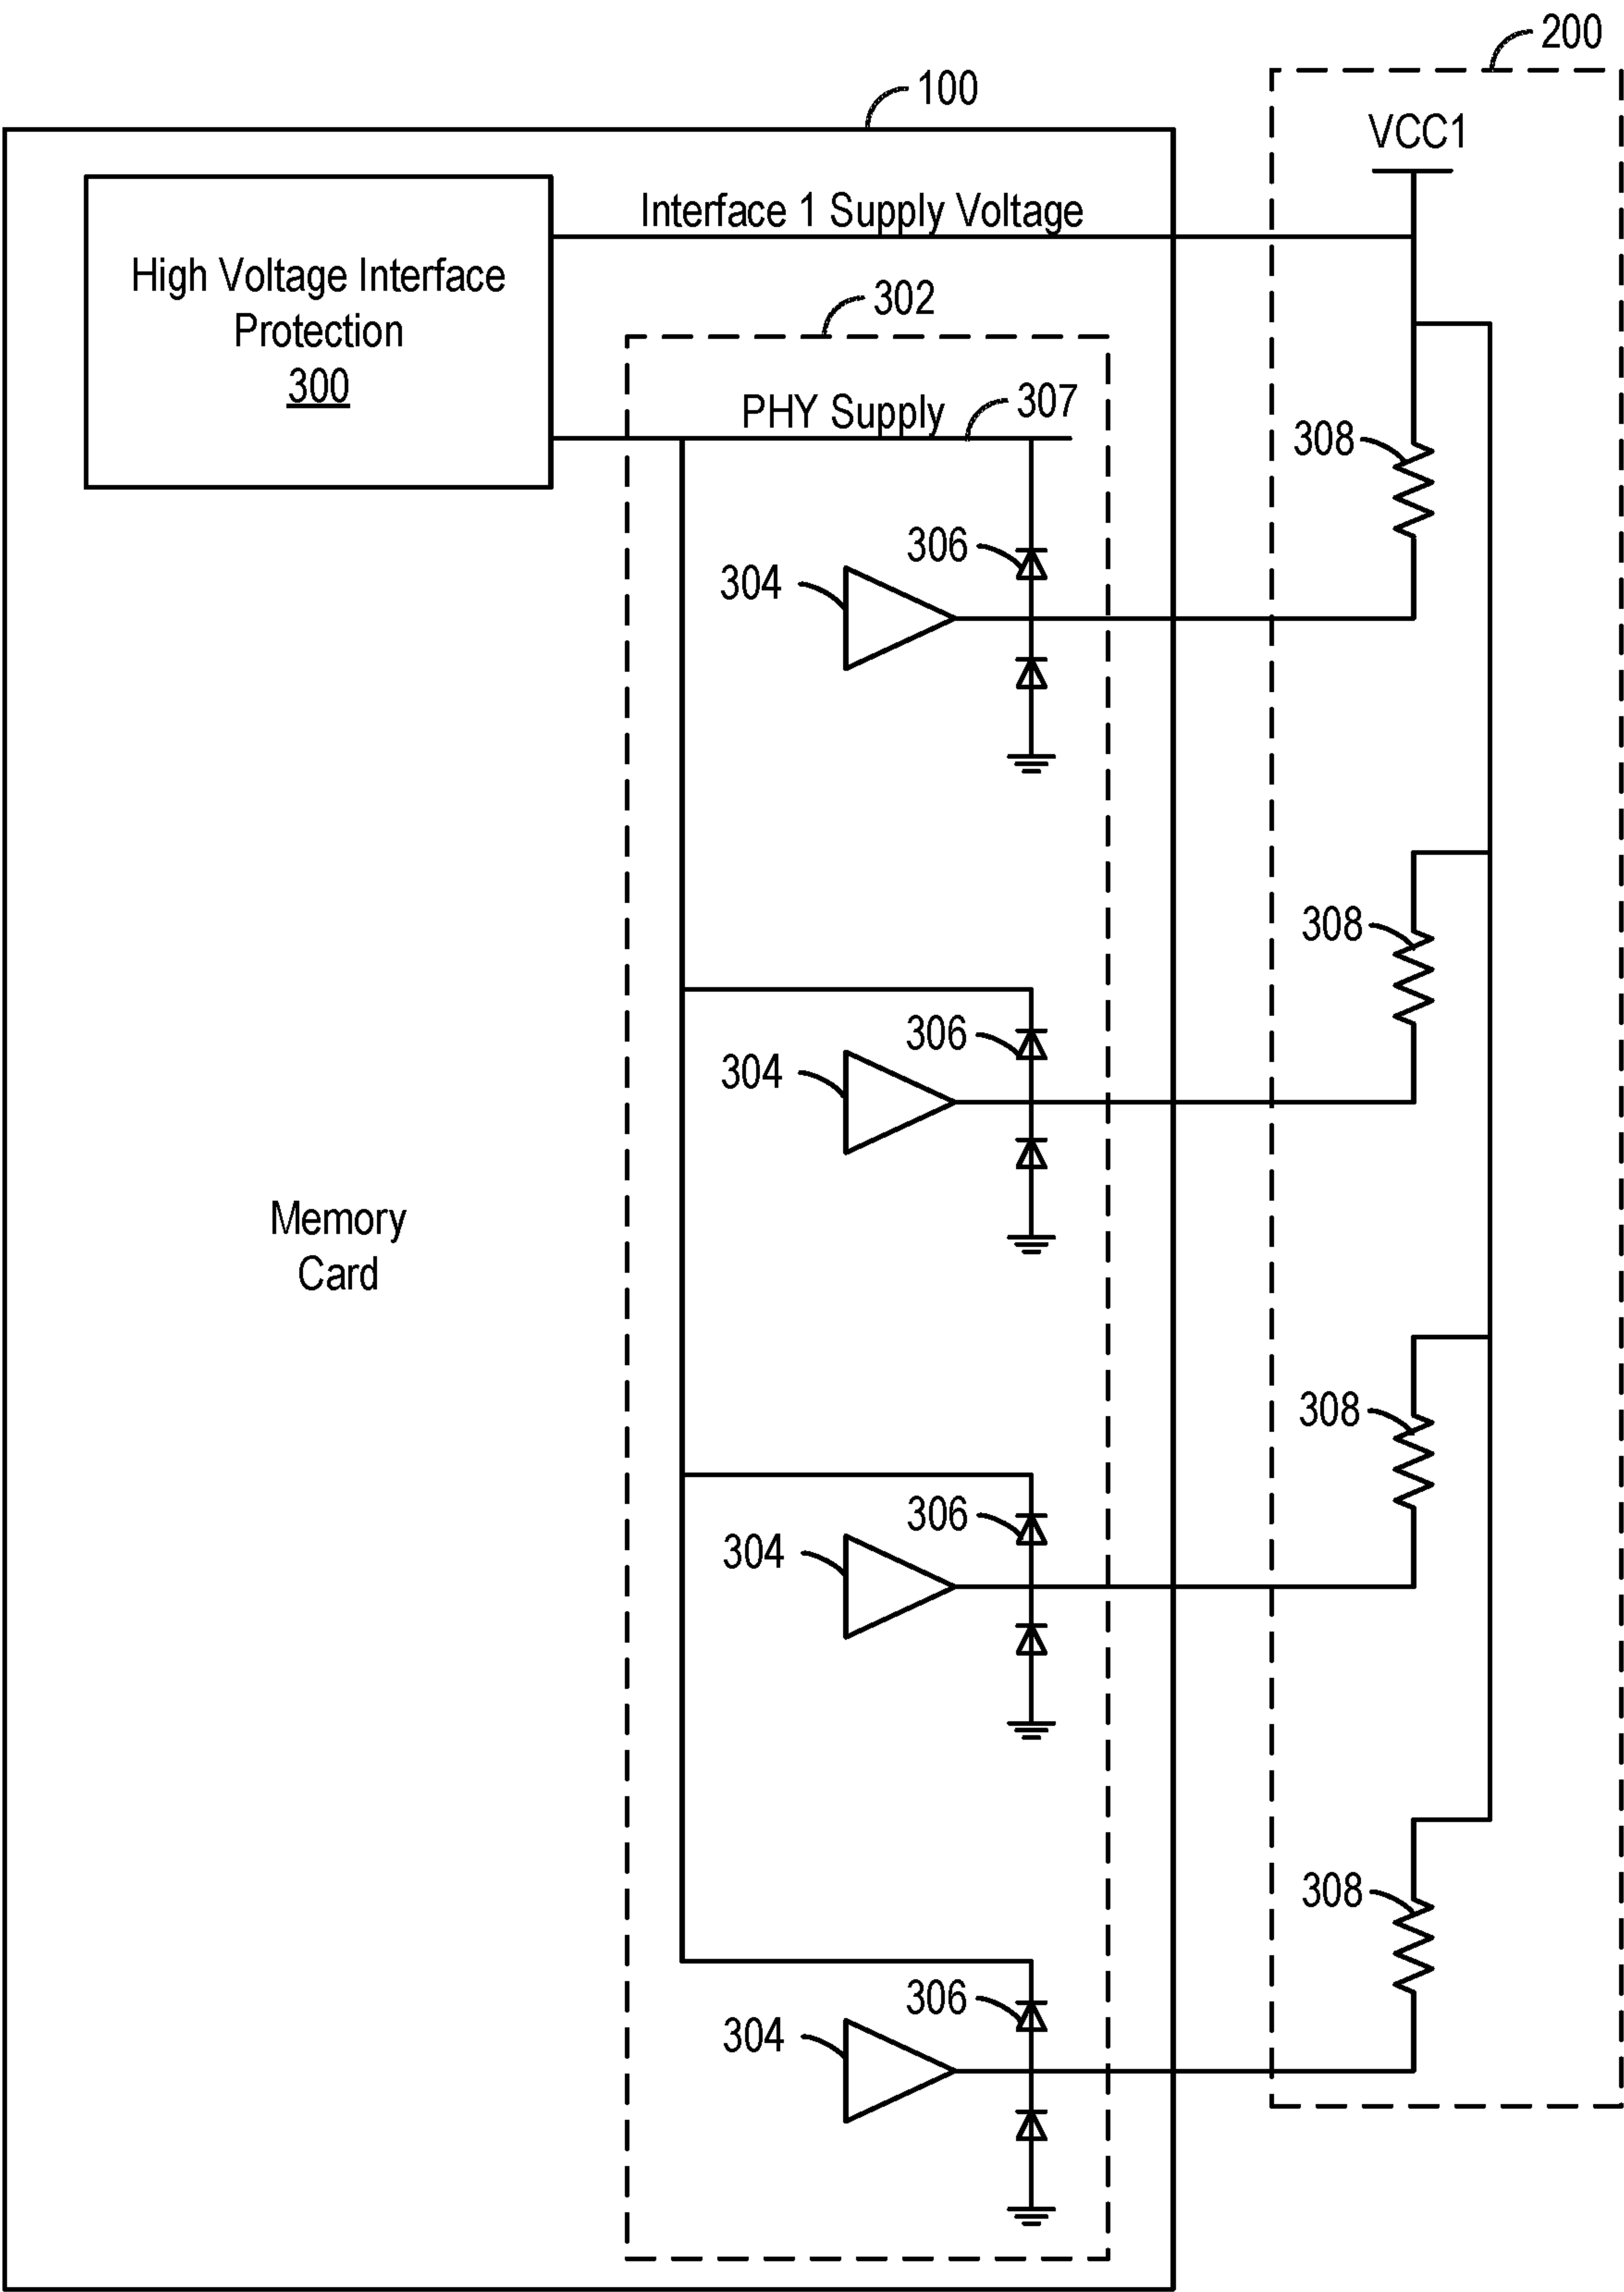 200
100
VCC1
Interface 1 Supply Voltage
High Voltage Interface
Protection
300
302
PHY Supply
307
308
306
304
308
306
304
Memory
Card
308
306
304
308
306
304